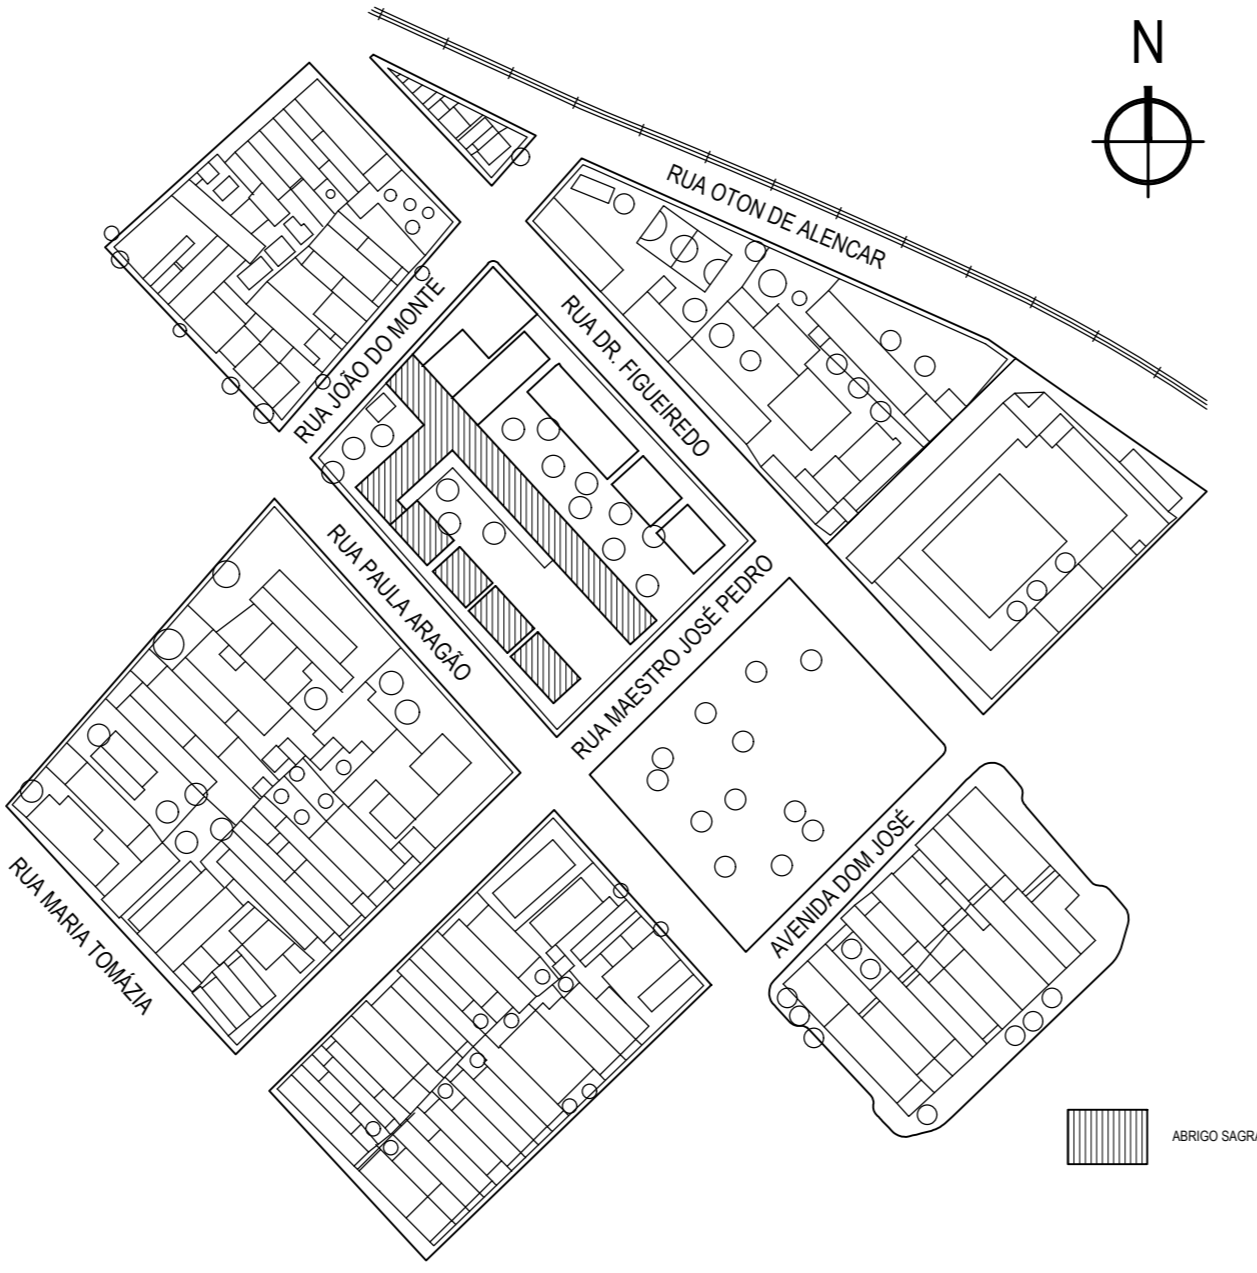 N
RUA OTON DE ALENCAR
RUA JOÃO DO MONTE
RUA DR. FIGUEIREDO
RUA PAULA ARAGÃO
RUA MAESTRO JOSÉ PEDRO
RUA MARIA TOMÁZIA
AVENIDA DOM JOSÉ
ABRIGO